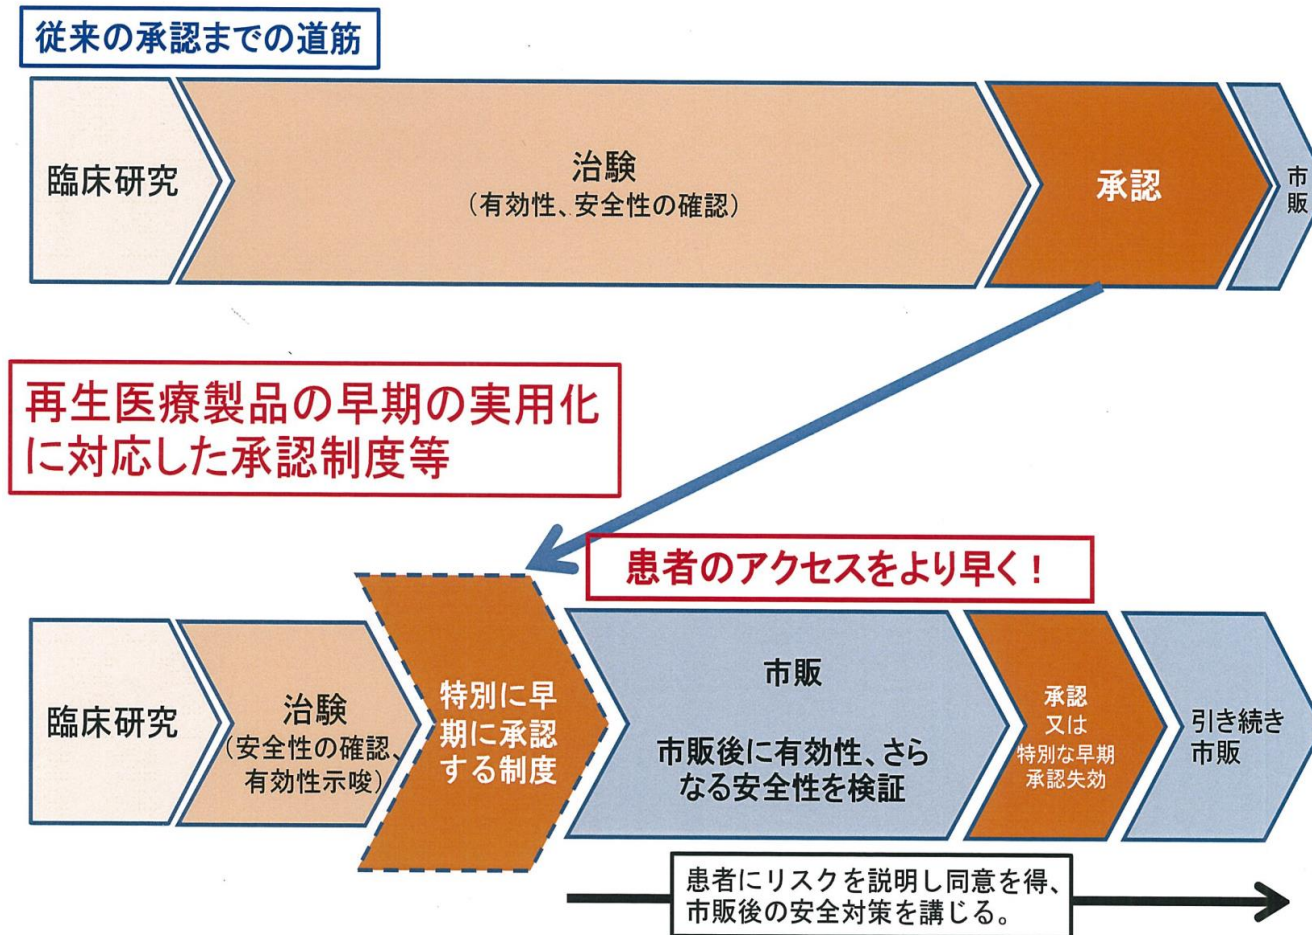 従来の承認までの道筋
臨床研究
治験
(有効性、安全性の確認)
承認
市
販
再生医療製品の早期の実用化
に対応した承認制度等
患者のアクセスをより早く!
臨床研究
治験
(安全性の確認、
有効性示唆)
特別に早
期に承認
する制度
市販
市販後に有効性、さら
なる安全性を検証
承認
又は
特別な早期
承認失効
引き続き
市販
患者にリスクを説明し同意を得、
市販後の安全対策を講じる。